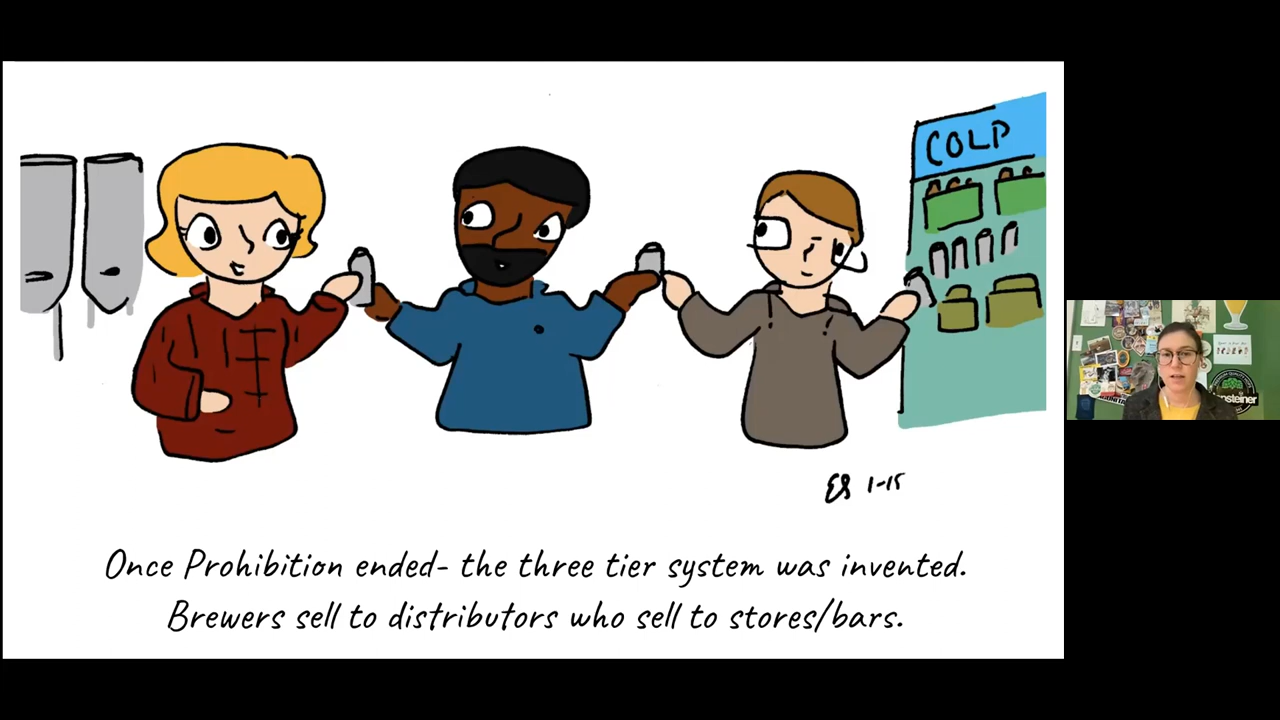 COLD
ES 1-15
Once Prohibition ended- the three tier system was invented.
Brewers sell to distributors who sell to stores/bars.